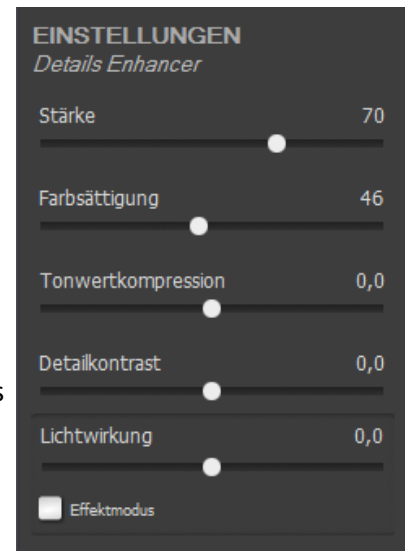 EINSTELLUNGEN
Details Enhancer
Stärke 70
Farbsättigung 46
Tonwertkompression 0,0
Detailkontrast 0,0
s
Lichtwirkung 0,0
Effektmodus